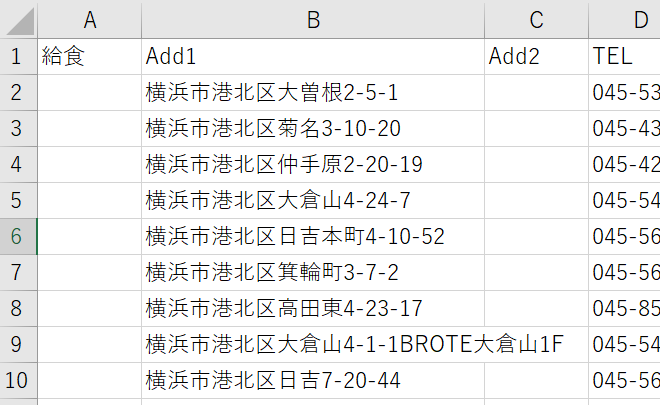 A B C D
1 給食 Add1 Add2 TEL
2 横浜市港北区大曽根2-5-1 045-53
3 横浜市港北区菊名3-10-20 045-43
4 横浜市港北区仲手原2-20-19 045-42
5 横浜市港北区大倉山4-24-7 045-54
6 横浜市港北区日吉本町4-10-52 045-56
7 横浜市港北区箕輪町3-7-2 045-56
8 横浜市港北区高田東4-23-17 045-85
9 横浜市港北区大倉山4-1-1BROTE大倉山1F 045-54
10 横浜市港北区日吉7-20-44 045-56